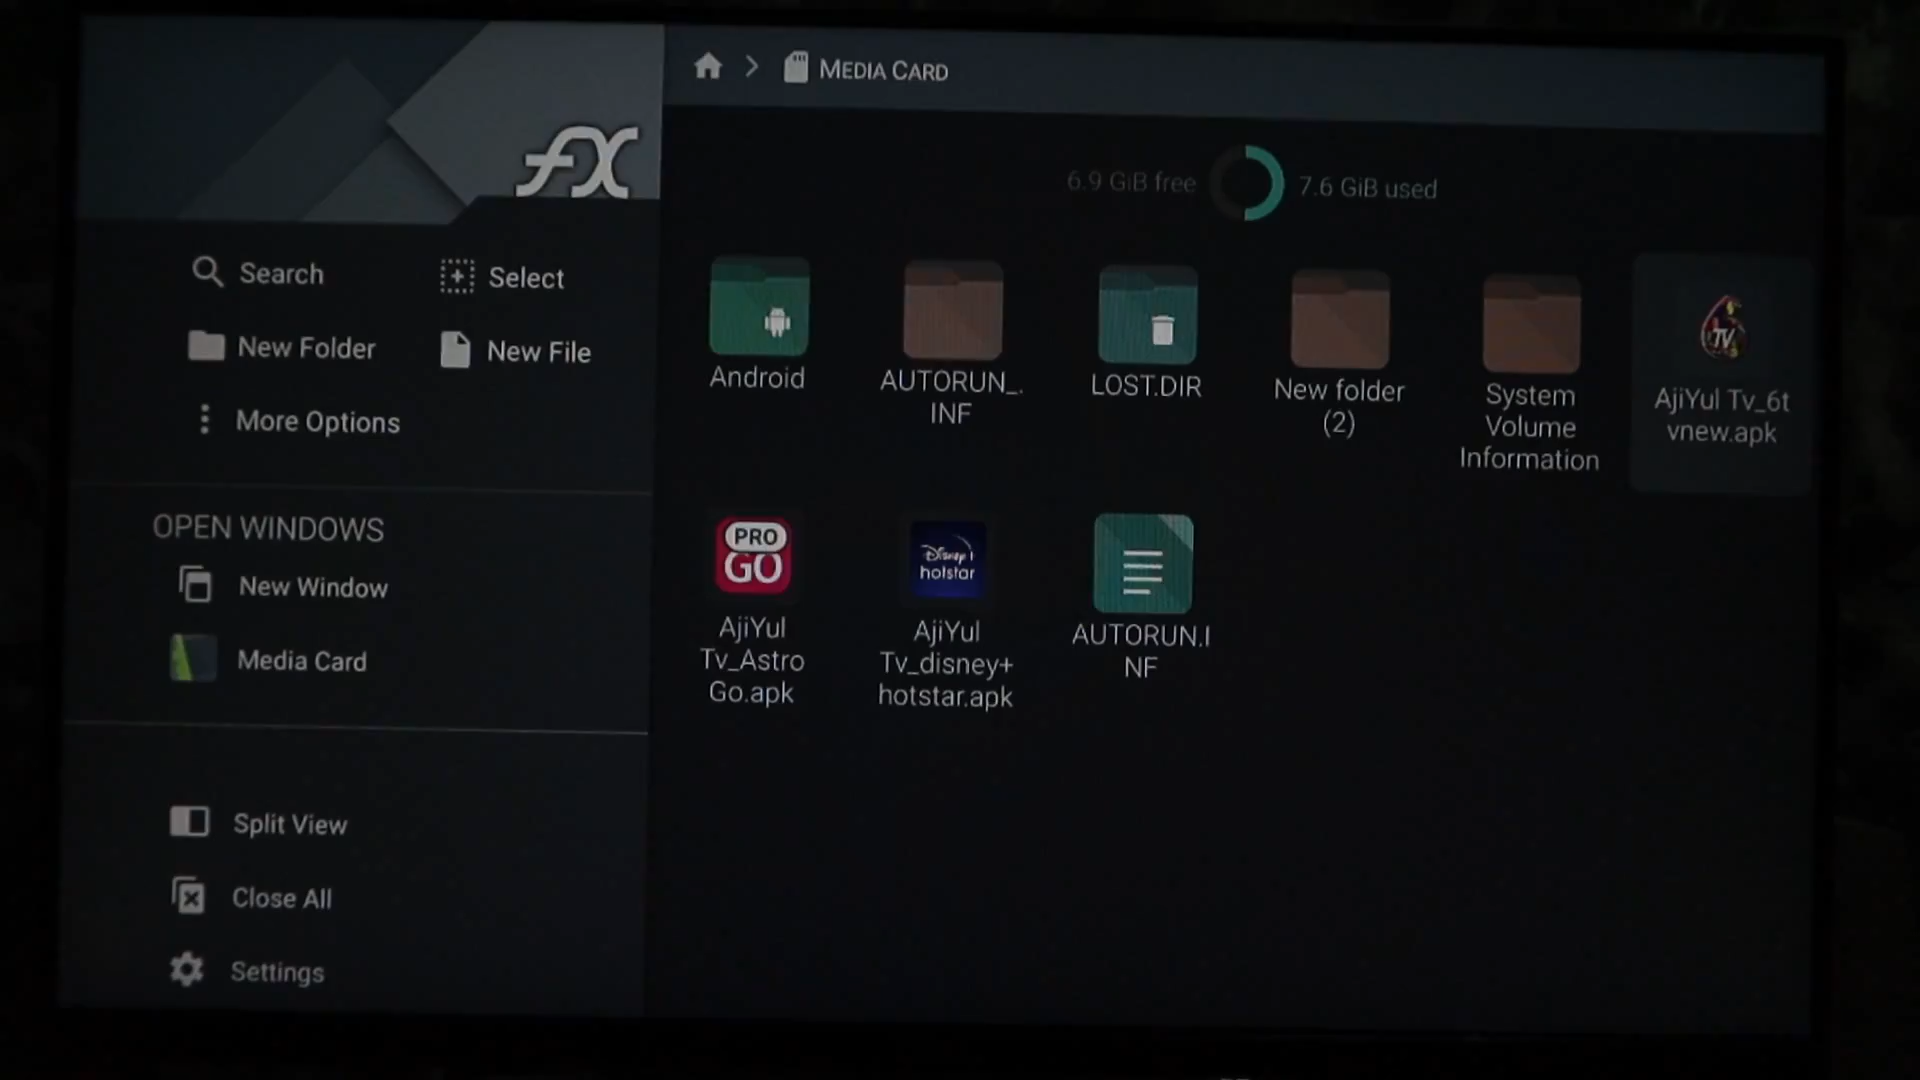 fX
MEDIA CARD
6.9 GiB free
7.6 GiB used
Search
Select
New Folder
New File
More Options
OPEN WINDOWS
New Window
Media Card
Split View
Close All
Settings
Android
AUTORUN_.
INF
LOST.DIR
New folder
(2)
System
Volume
Information
TV
AjiYul Tv_6t
vnew.apk
PRO
GO
AjiYul
Tv_Astro
Go.apk
Disney+
hotstar
AjiYul
Tv_disney+
hotstar.apk
AUTORUN.I
NF